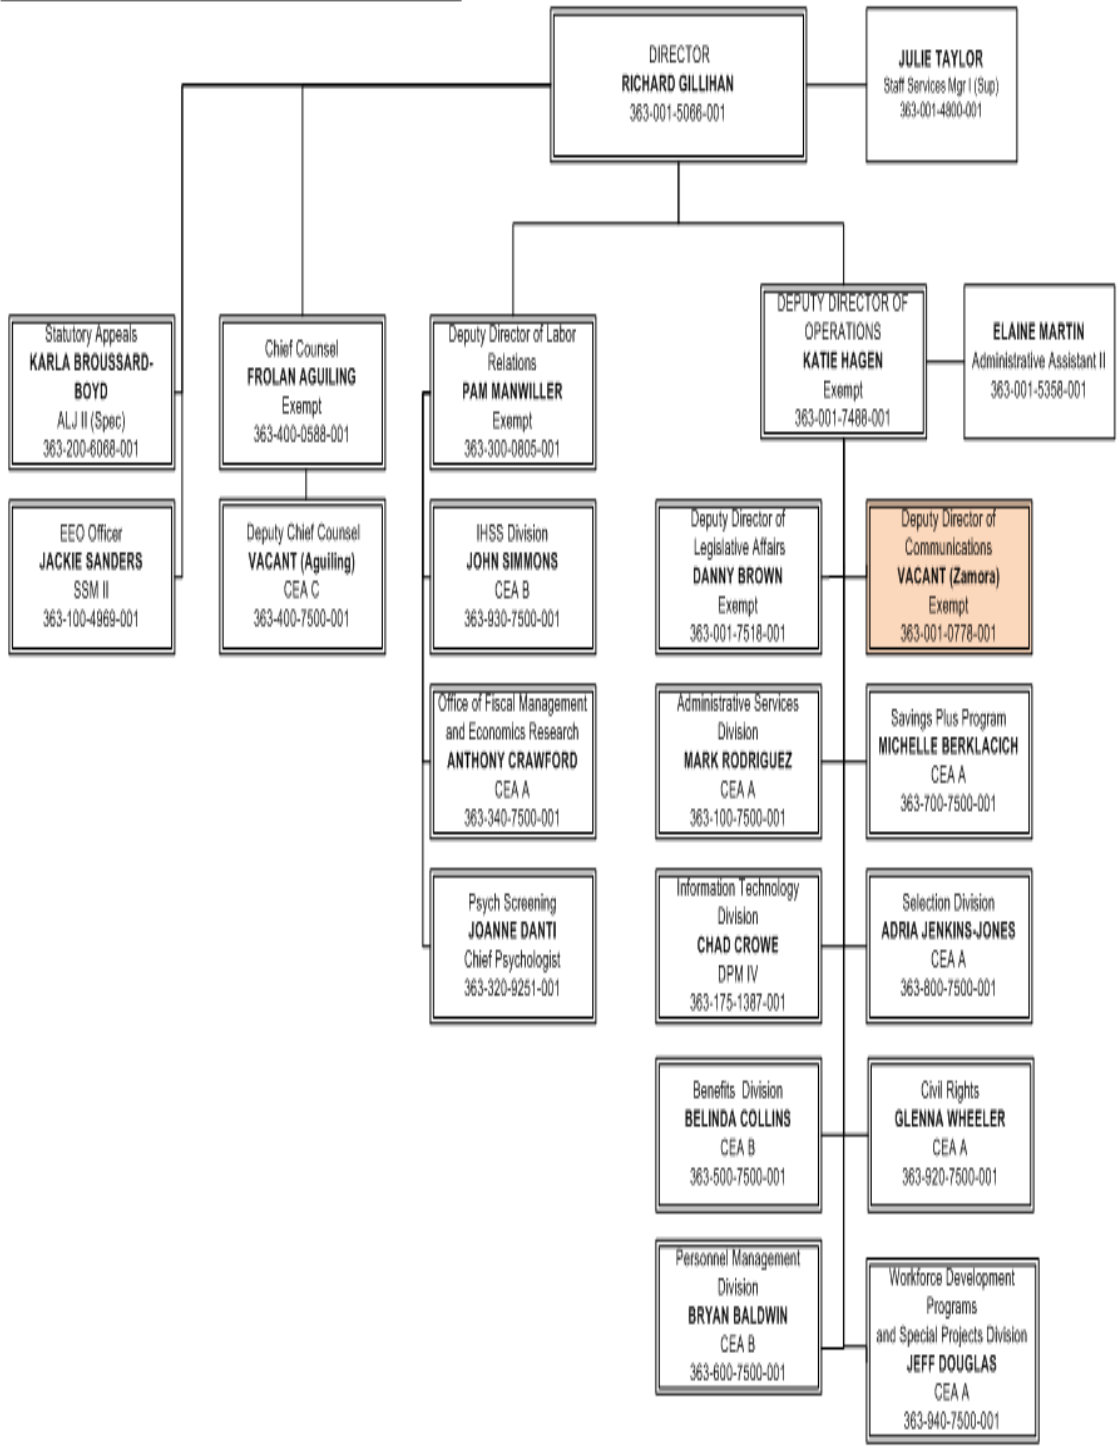 DIRECTOR
RICHARD GILLIHAN
363-001-5066-001
JULIE TAYLOR
Staff Services Mgr I (Sup)
363-001-4800-001
Statutory Appeals
KARLA BROUSSARD-
BOYD
ALJ II (Spec)
363-200-6068-001
Chief Counsel
FROLAN AGUILING
Exempt
363-400-0588-001
Deputy Director of Labor
Relations
PAM MANWILLER
Exempt
363-300-0805-001
DEPUTY DIRECTOR OF
OPERATIONS
KATIE HAGEN
Exempt
363-001-7488-001
ELAINE MARTIN
Administrative Assistant II
363-001-5358-001
EEO Officer
JACKIE SANDERS
SSM II
363-100-4969-001
Deputy Chief Counsel
VACANT (Aguiling)
CEA C
363-400-7500-001
IHSS Division
JOHN SIMMONS
CEA B
363-930-7500-001
Deputy Director of
Legislative Affairs
DANNY BROWN
Exempt
363-001-7518-001
Deputy Director of
Communications
VACANT (Zamora)
Exempt
363-001-0778-001
Office of Fiscal Management
and Economics Research
ANTHONY CRAWFORD
CEA A
363-340-7500-001
Administrative Services
Division
MARK RODRIGUEZ
CEA A
363-100-7500-001
Savings Plus Program
MICHELLE BERKLACICH
CEA A
363-700-7500-001
Psych Screening
JOANNE DANTI
Chief Psychologist
363-320-9251-001
Information Technology
Division
CHAD CROWE
DPM IV
363-175-1387-001
Selection Division
ADRIA JENKINS-JONES
CEA A
363-800-7500-001
Benefits Division
BELINDA COLLINS
CEA B
363-500-7500-001
Civil Rights
GLENNA WHEELER
CEA A
363-920-7500-001
Personnel Management
Division
BRYAN BALDWIN
CEA B
363-600-7500-001
Workforce Development
Programs
and Special Projects Division
JEFF DOUGLAS
CEA A
363-940-7500-001